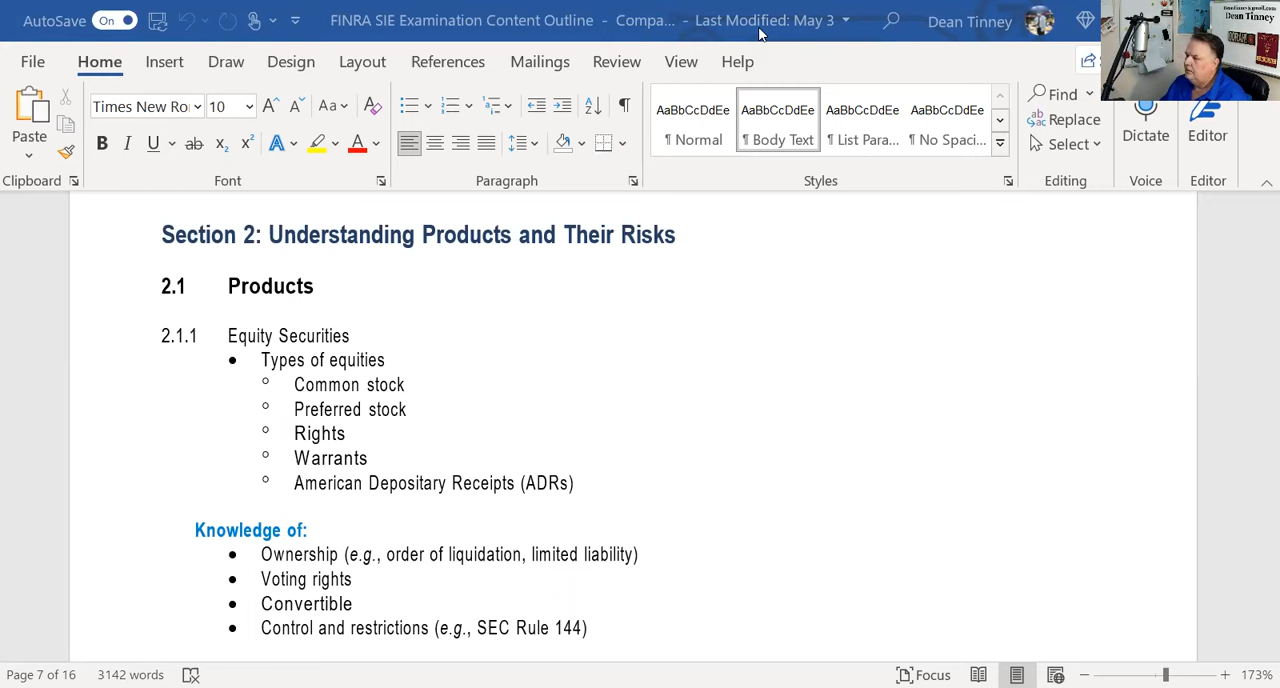 AutoSave On FINRA SIE Examination Content Outline - Compa... - Last Modified: May 3 Dean Tinney
File Home Insert Draw Design Layout References Mailings Review View Help
Paste
Clipboard
Times New Ro 10
Font
Paragraph
AaBbCcDdEe AaBbCcDdEe AaBbCcDdEe AaBbCcDdEe
¶ Normal ¶ Body Text ¶ List Para... ¶ No Spaci...
Styles
Find
Replace
Select
Editing
Dictate
Voice
Editor
Editor
Dean Tinney
Section 2: Understanding Products and Their Risks
2.1 Products
2.1.1 Equity Securities
• Types of equities
○ Common stock
○ Preferred stock
○ Rights
○ Warrants
○ American Depositary Receipts (ADRs)
Knowledge of:
• Ownership (e.g., order of liquidation, limited liability)
• Voting rights
• Convertible
• Control and restrictions (e.g., SEC Rule 144)
Page 7 of 16 3142 words Focus 173%